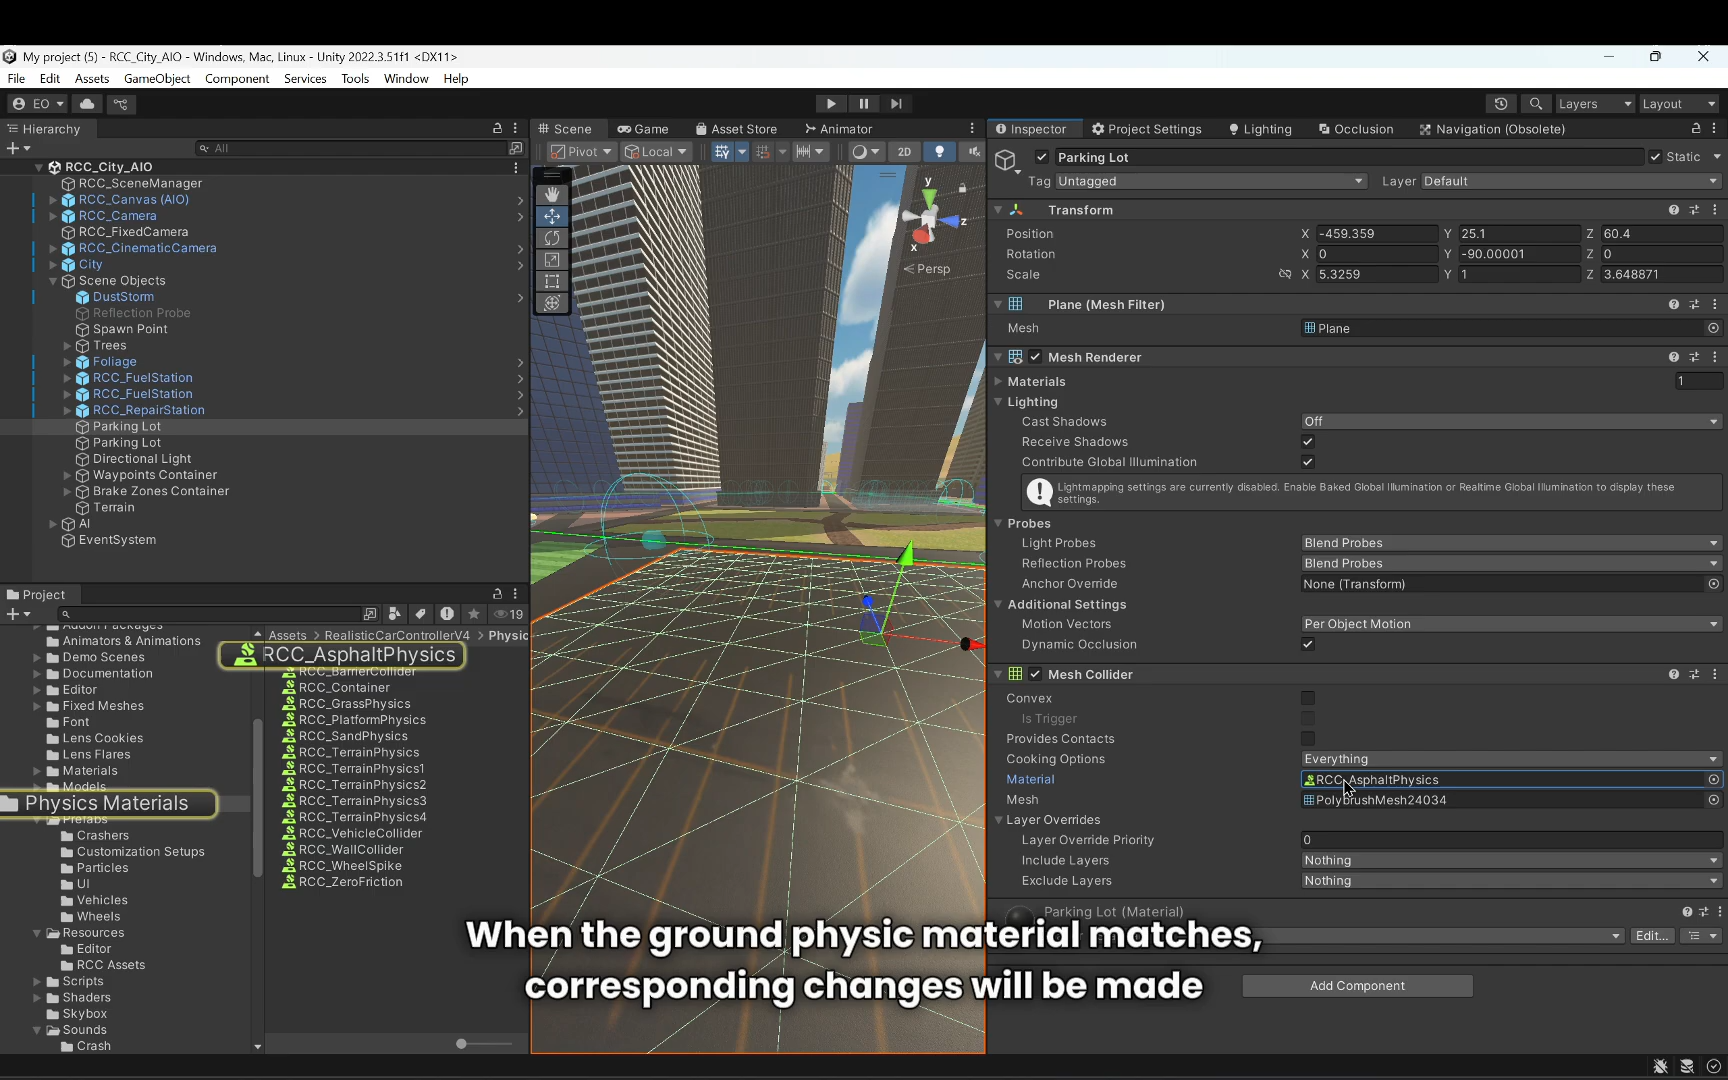 My project (5) - RCC_City_AIO - Windows, Mac, Linux - Unity 2022.3.51f1 <DX11>
File Edit Assets GameObject Component Services Tools Window Help
EO Layers Layout
Hierarchy
All
RCC_City_AIO
RCC_SceneManager
RCC_Canvas (AIO)
RCC_Camera
RCC_FixedCamera
RCC_CinematicCamera
City
Scene Objects
DustStorm
Reflection Probe
Spawn Point
Trees
Foliage
RCC_FuelStation
RCC_FuelStation
RCC_RepairStation
Parking Lot
Parking Lot
Directional Light
Waypoints Container
Brake Zones Container
Terrain
AI
EventSystem
Project
19
Animators & Animations
Demo Scenes
Documentation
Editor
Fixed Meshes
Font
Lens Cookies
Lens Flares
Materials
Models
Physics Materials
Prefabs
Crashers
Customization Setups
Particles
UI
Vehicles
Wheels
Resources
Editor
RCC Assets
Scripts
Shaders
Skybox
Sounds
Crash
Assets > RealisticCarControllerV4 > Physic
RCC_AsphaltPhysics
RCC_BarrierCollider
RCC_Container
RCC_GrassPhysics
RCC_PlatformPhysics
RCC_SandPhysics
RCC_TerrainPhysics
RCC_TerrainPhysics1
RCC_TerrainPhysics2
RCC_TerrainPhysics3
RCC_TerrainPhysics4
RCC_VehicleCollider
RCC_WallCollider
RCC_WheelSpike
RCC_ZeroFriction
Scene Game Asset Store Animator
Pivot Local 2D
y
z
x
Persp
Inspector Project Settings Lighting Occlusion Navigation (Obsolete)
Parking Lot Static
Tag Untagged Layer Default
Transform
Position X -459.359 Y 25.1 Z 60.4
Rotation X 0 Y -90.00001 Z 0
Scale X 5.3259 Y 1 Z 3.648871
Plane (Mesh Filter)
Mesh Plane
Mesh Renderer
Materials 1
Lighting
Cast Shadows Off
Receive Shadows
Contribute Global Illumination
Lightmapping settings are currently disabled. Enable Baked Global Illumination or Realtime Global Illumination to display these
settings.
Probes
Light Probes Blend Probes
Reflection Probes Blend Probes
Anchor Override None (Transform)
Additional Settings
Motion Vectors Per Object Motion
Dynamic Occlusion
Mesh Collider
Convex
Is Trigger
Provides Contacts
Cooking Options Everything
Material RCC_AsphaltPhysics
Mesh PolybrushMesh24034
Layer Overrides
Layer Override Priority 0
Include Layers Nothing
Exclude Layers Nothing
Parking Lot (Material)
Edit...
Add Component
When the ground physic material matches,
corresponding changes will be made